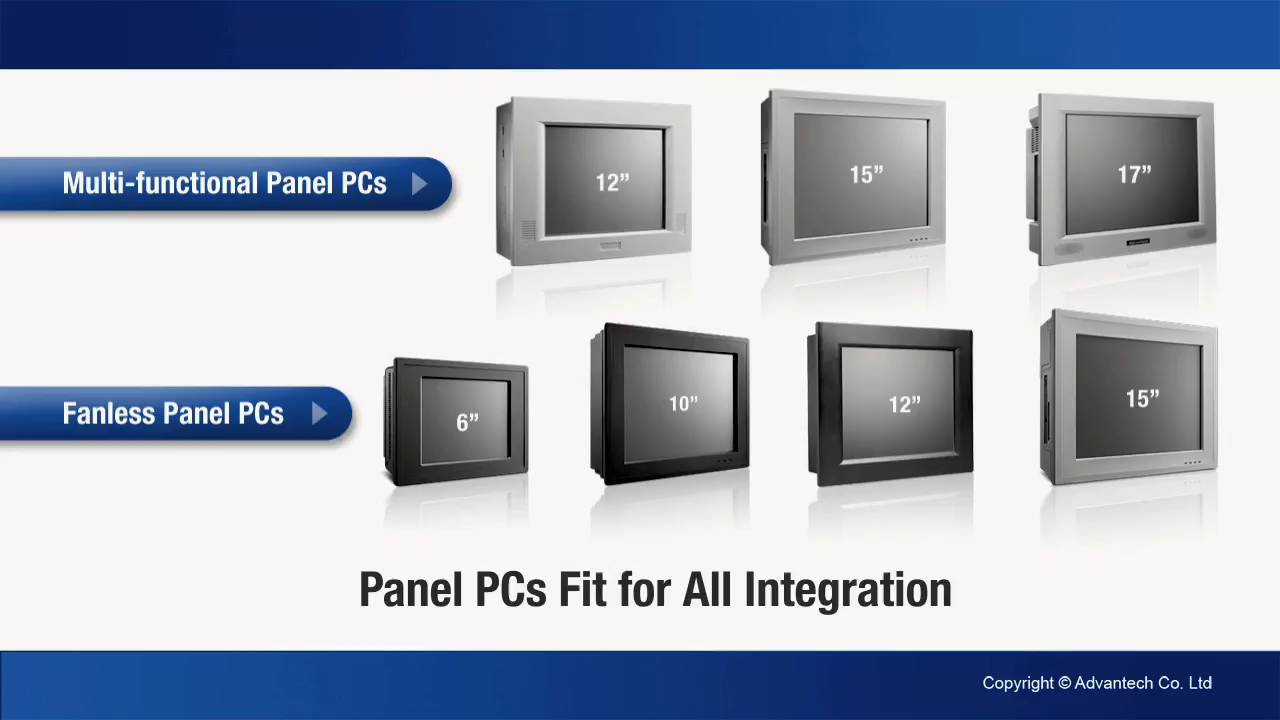 Multi-functional Panel PCs
12”
15”
17”
Fanless Panel PCs
6”
10”
12”
15”
Panel PCs Fit for All Integration
Copyright © Advantech Co. Ltd